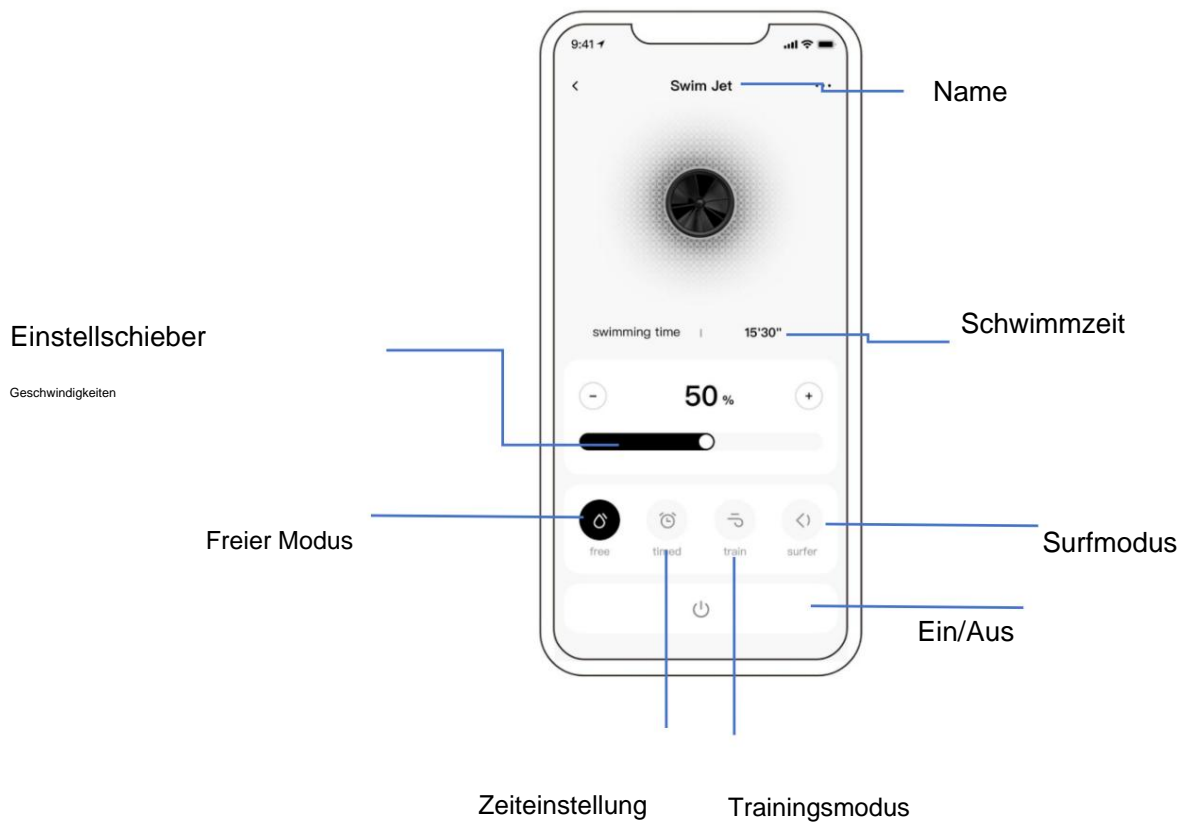 9:41
Swim Jet
Name
swimming time | 15'30"
Schwimmzeit
Einstellschieber
Geschwindigkeiten
- 50 % +
Freier Modus
free timed train surfer
Surfmodus
Ein/Aus
Zeiteinstellung
Trainingsmodus